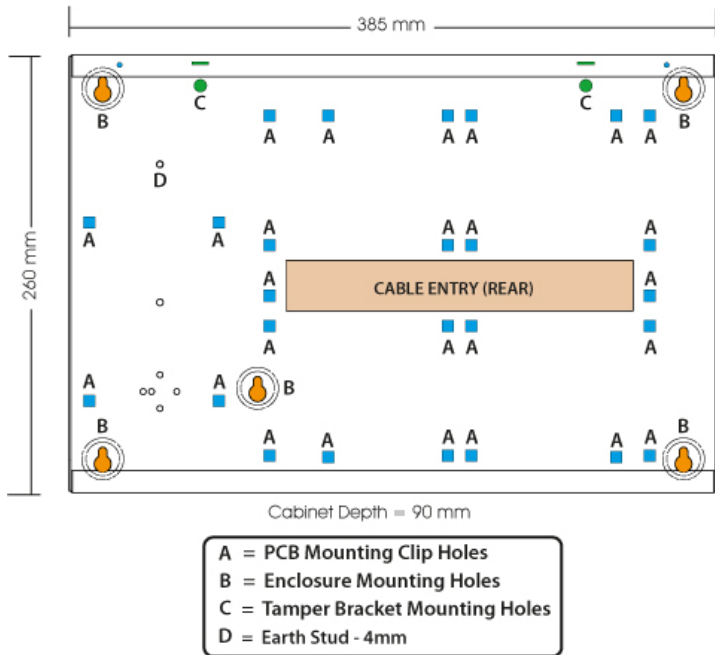 385 mm
C C
B B
A A A A A A
D
A A A A
A A
260 mm
A A
CABLE ENTRY (REAR)
A A A A
A A
B
B B
A A A A A A
Cabinet Depth = 90 mm
A = PCB Mounting Clip Holes
B = Enclosure Mounting Holes
C = Tamper Bracket Mounting Holes
D = Earth Stud - 4mm